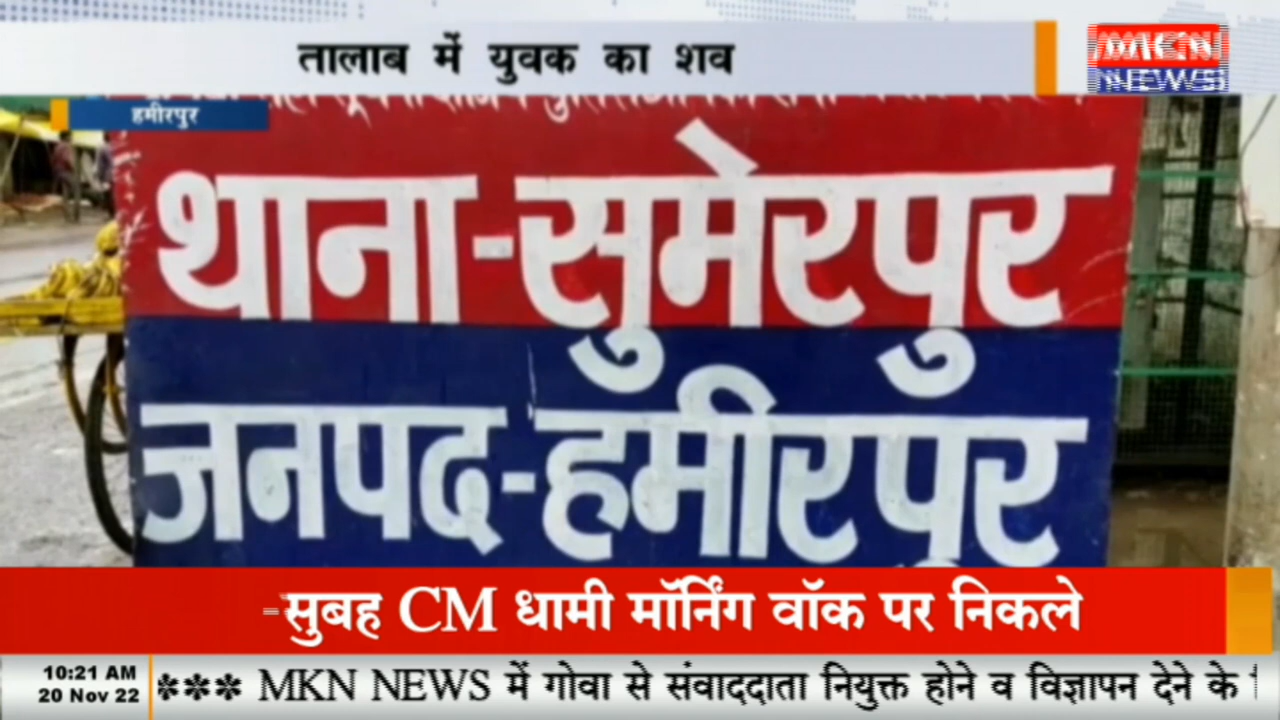 तालाब में युवक का शव
MKN
NEWS
हमीरपुर
थाना-सुमेरपुर
जनपद-हमीरपुर
-सुबह CM धामी मॉर्निंग वॉक पर निकले
10:21 AM
20 Nov 22
*** MKN NEWS में गोवा से संवाददाता नियुक्त होने व विज्ञापन देने के